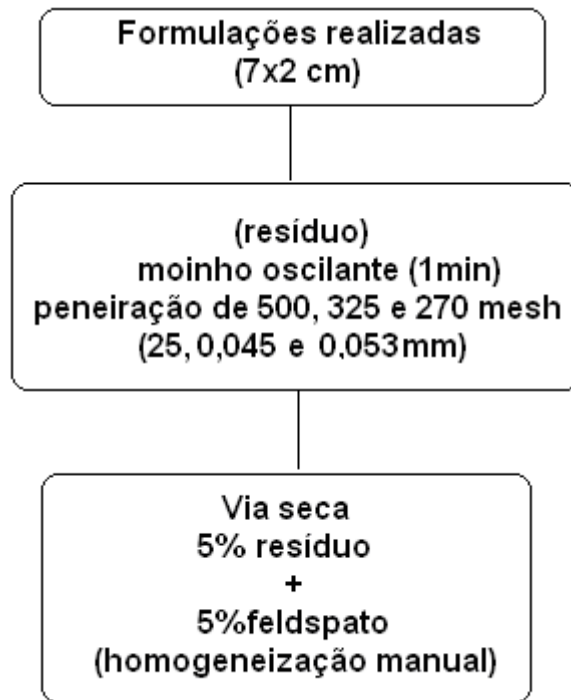 Formulações realizadas
(7x2 cm)
(resíduo)
moinho oscilante (1min)
peneiração de 500, 325 e 270 mesh
(25, 0,045 e 0,053mm)
Via seca
5% resíduo
+
5%feldspato
(homogeneização manual)